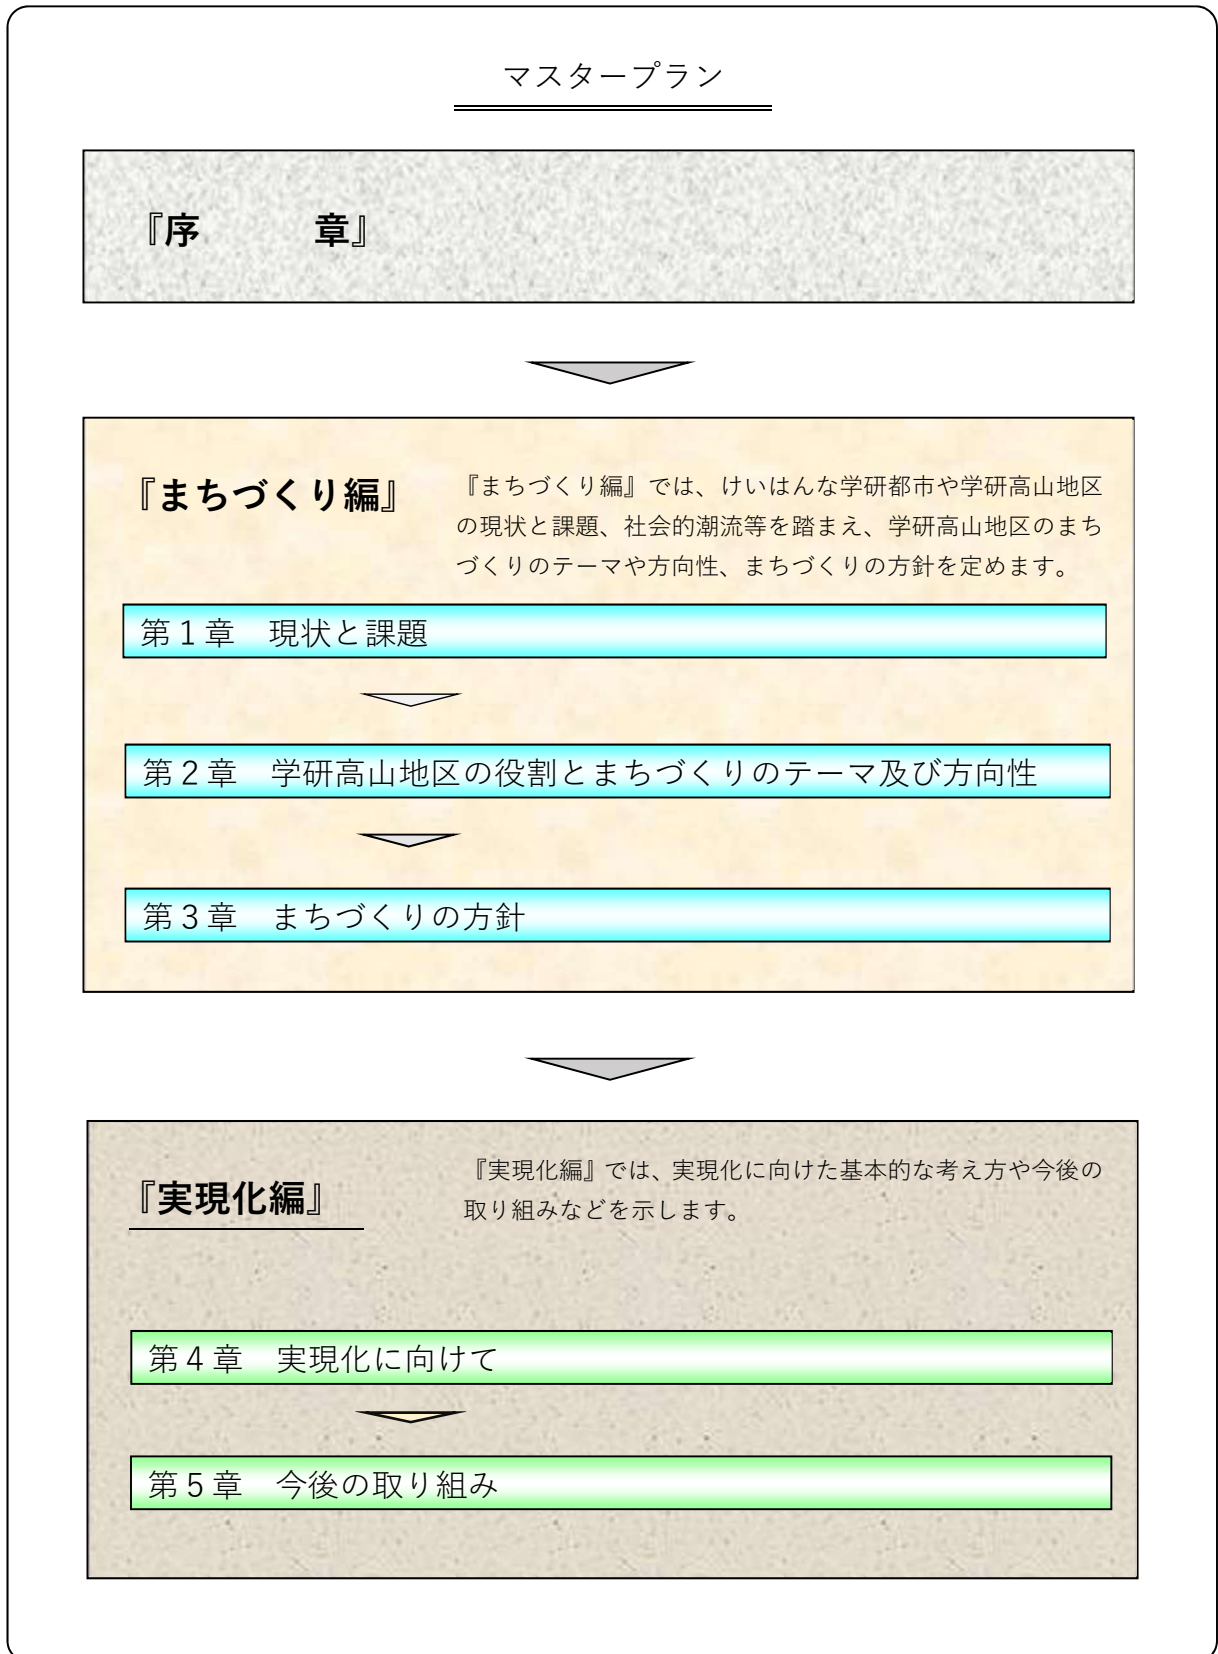 マスタープラン
『序　　　章』
『まちづくり編』
『まちづくり編』では、けいはんな学研都市や学研高山地区
の現状と課題、社会的潮流等を踏まえ、学研高山地区のまち
づくりのテーマや方向性、まちづくりの方針を定めます。
第１章　現状と課題
第２章　学研高山地区の役割とまちづくりのテーマ及び方向性
第３章　まちづくりの方針
『実現化編』
『実現化編』では、実現化に向けた基本的な考え方や今後の
取り組みなどを示します。
第４章　実現化に向けて
第５章　今後の取り組み